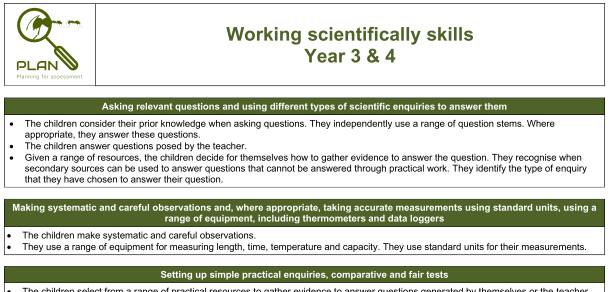 Working scientifically skills
Year 3 & 4
PLAN
Planning for assessment
Asking relevant questions and using different types of scientific enquiries to answer them
• The children consider their prior knowledge when asking questions. They independently use a range of question stems. Where
appropriate, they answer these questions.
• The children answer questions posed by the teacher.
• Given a range of resources, the children decide for themselves how to gather evidence to answer the question. They recognise when
secondary sources can be used to answer questions that cannot be answered through practical work. They identify the type of enquiry
that they have chosen to answer their question.
Making systematic and careful observations and, where appropriate, taking accurate measurements using standard units, using a
range of equipment, including thermometers and data loggers
• The children make systematic and careful observations.
• They use a range of equipment for measuring length, time, temperature and capacity. They use standard units for their measurements.
Setting up simple practical enquiries, comparative and fair tests
• The children select from a range of practical resources to gather evidence to answer questions generated by themselves or the teacher.